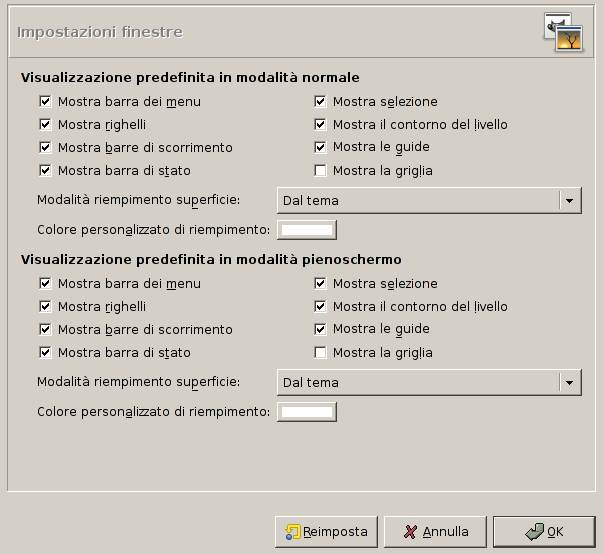 Impostazioni finestre
Visualizzazione predefinita in modalità normale
Mostra barra dei menu
Mostra selezione
Mostra righelli
Mostra il contorno del livello
Mostra barre di scorrimento
Mostra le guide
Mostra barra di stato
Mostra la griglia
Modalità riempimento superficie:
Dal tema
Colore personalizzato di riempimento:
Visualizzazione predefinita in modalità pienoschermo
Mostra barra dei menu
Mostra selezione
Mostra righelli
Mostra il contorno del livello
Mostra barre di scorrimento
Mostra le guide
Mostra barra di stato
Mostra la griglia
Modalità riempimento superficie:
Dal tema
Colore personalizzato di riempimento:
Reimposta
Annulla
OK